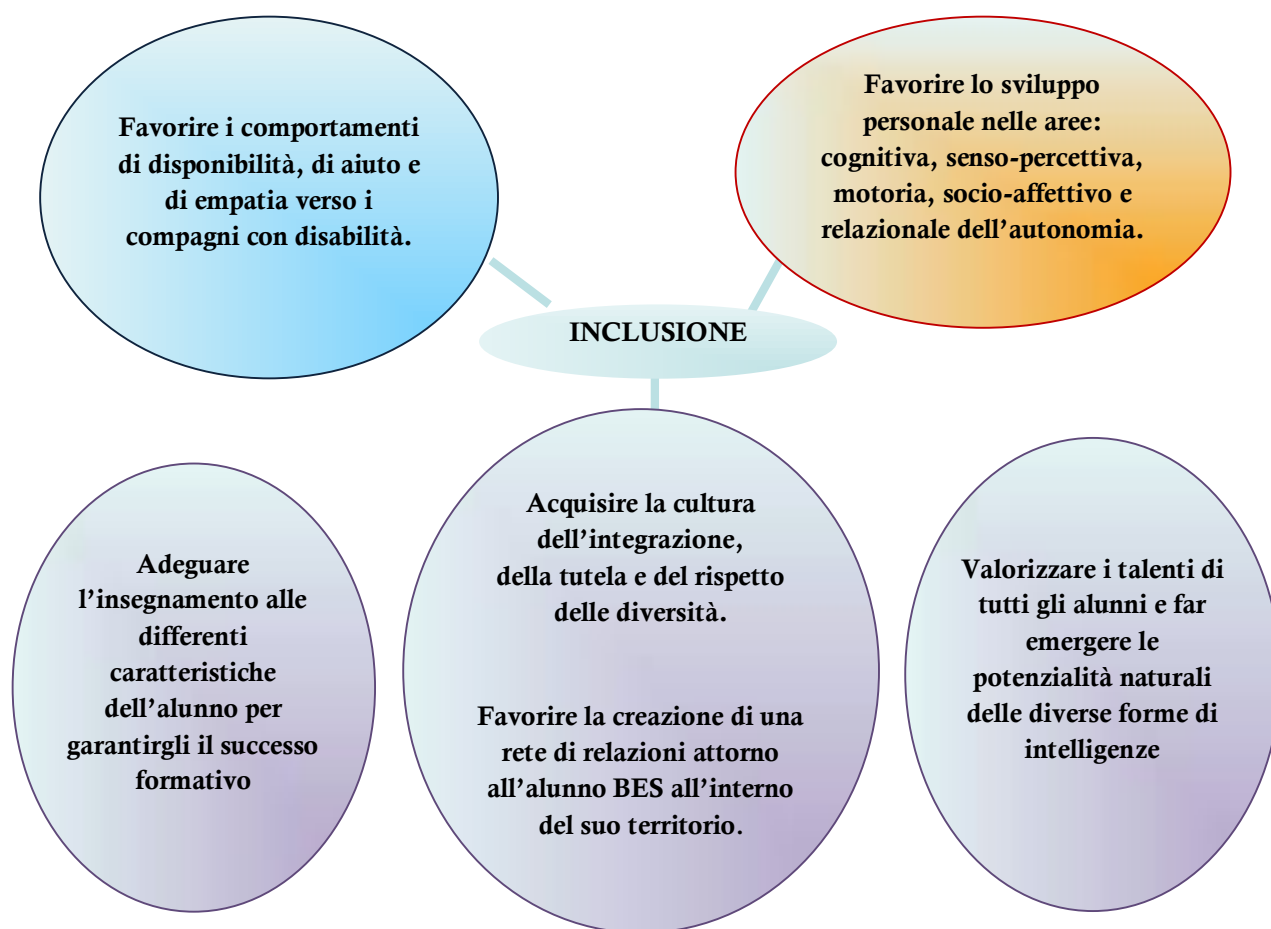 Favorire i comportamenti
di disponibilità, di aiuto e
di empatia verso i
compagni con disabilità.
Favorire lo sviluppo
personale nelle aree:
cognitiva, senso-percettiva,
motoria, socio-affettivo e
relazionale dell’autonomia.
INCLUSIONE
Adeguare
l’insegnamento alle
differenti
caratteristiche
dell’alunno per
garantirgli il successo
formativo
Acquisire la cultura
dell’integrazione,
della tutela e del rispetto
delle diversità.
Favorire la creazione di una
rete di relazioni attorno
all’alunno BES all’interno
del suo territorio.
Valorizzare i talenti di
tutti gli alunni e far
emergere le
potenzialità naturali
delle diverse forme di
intelligenze